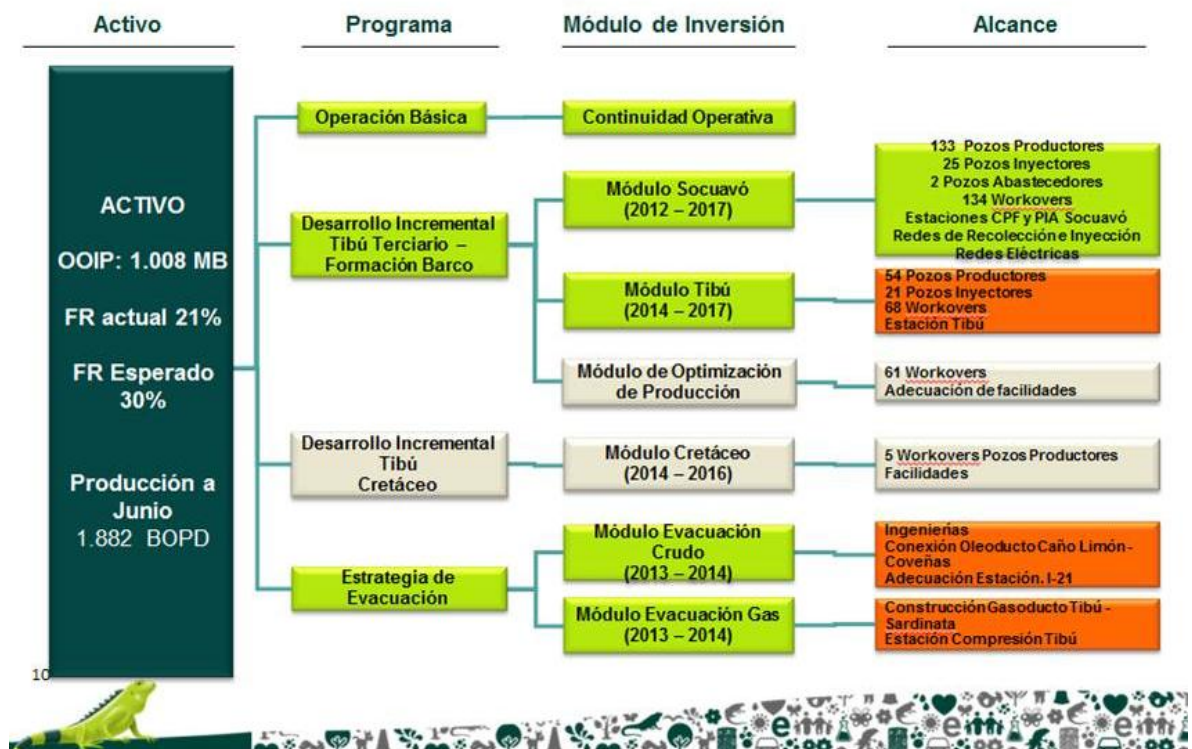 Activo
Programa
Módulo de Inversión
Alcance
ACTIVO
OOIP: 1.008 MB
FR actual 21%
FR Esperado
30%
Producción a
Junio
1.882 BOPD
Operación Básica
Continuidad Operativa
Desarrollo Incremental
Tibú Terciario –
Formación Barco
Módulo Socuavó
(2012 – 2017)
133 Pozos Productores
25 Pozos Inyectores
2 Pozos Abastecedores
134 Workovers
Estaciones CPF y PIA Socuavó
Redes de Recolección e Inyección
Redes Eléctricas
Módulo Tibú
(2014 – 2017)
54 Pozos Productores
21 Pozos Inyectores
68 Workovers
Estación Tibú
Módulo de Optimización
de Producción
61 Workovers
Adecuación de facilidades
Desarrollo Incremental
Tibú
Cretáceo
Módulo Cretáceo
(2014 – 2016)
5 Workovers Pozos Productores
Facilidades
Estrategia de
Evacuación
Módulo Evacuación
Crudo
(2013 – 2014)
Ingenierías
Conexión Oleoducto Caño Limón -
Coveñas
Adecuación Estación. I-21
Módulo Evacuación Gas
(2013 – 2014)
Construcción Gasoducto Tibú -
Sardinata
Estación Compresión Tibú
10